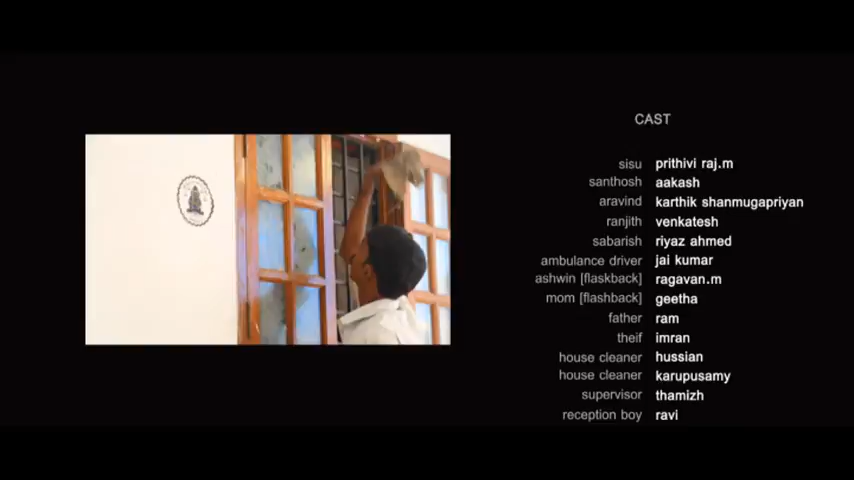 CAST
sisu prithivi raj.m
santhosh aakash
aravind karthik shanmugapriyan
ranjith venkatesh
sabarish riyaz ahmed
ambulance driver jai kumar
ashwin [flaskback] ragavan.m
mom [flashback] geetha
father ram
theif imran
house cleaner hussian
house cleaner karupusamy
supervisor thamizh
reception boy ravi